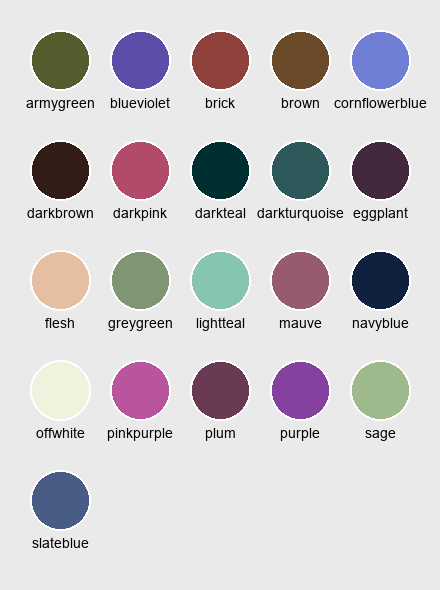 armygreen blueviolet brick brown cornflowerblue
darkbrown darkpink darkteal darkturquoise eggplant
flesh greygreen lightteal mauve navyblue
offwhite pinkpurple plum purple sage
slateblue